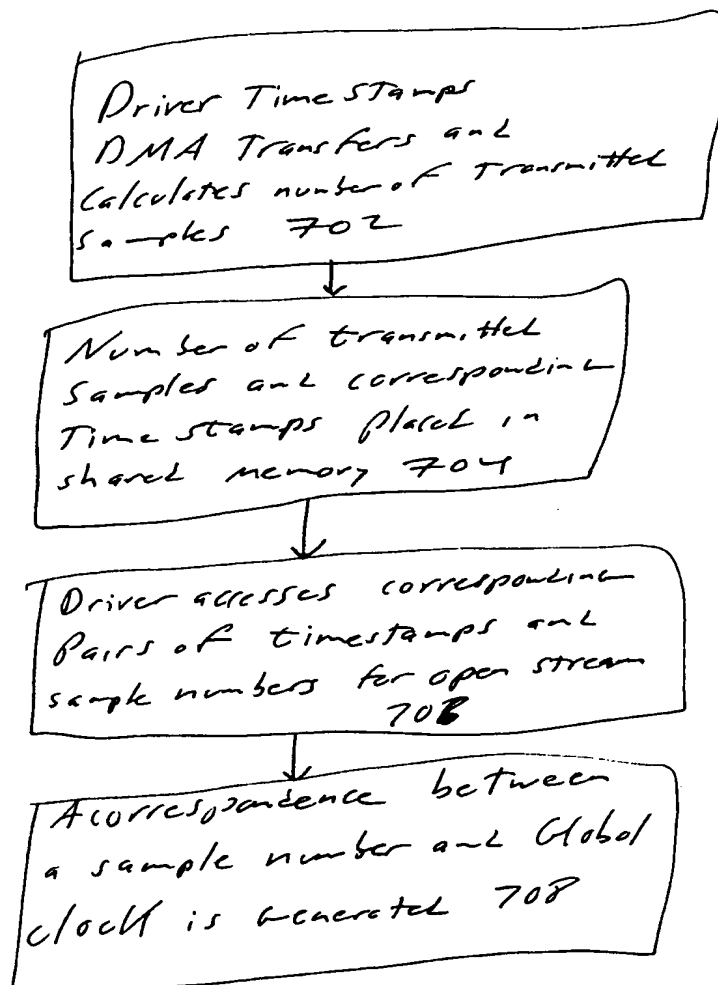 Driver Time Stamps
DMA Transfers and
Calculates number of Transmitted
Samples 702
Number of transmitted
Samples and corresponding
Time stamps placed in
shared memory 704
Driver accesses corresponding
Pairs of timestamps and
sample numbers for open stream
706
A correspondence between
a sample number and Global
clock is Generated 708